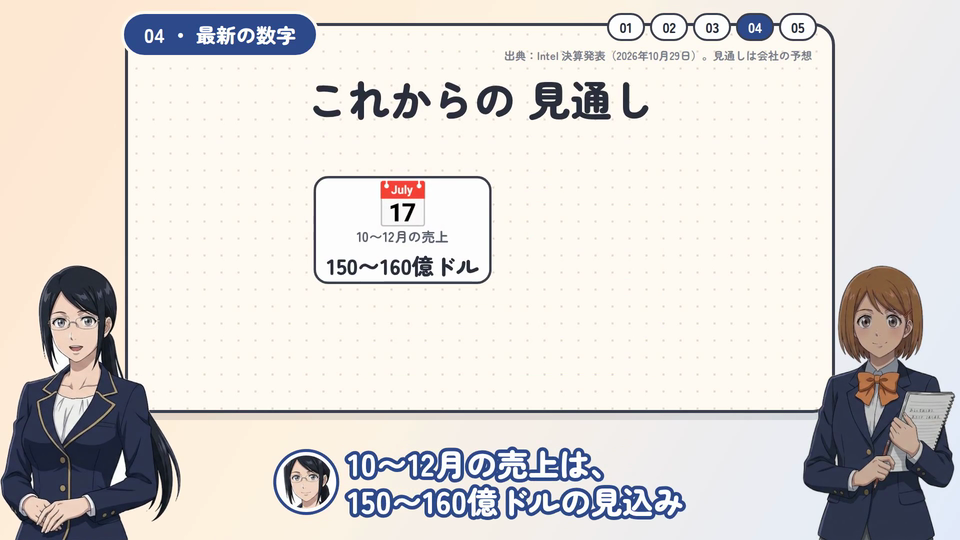 04 ・ 最新の数字
01 02 03 04 05
出典：Intel 決算発表（2026年10月29日）。見通しは会社の予想
これからの 見通し
July
17
10〜12月の売上
150〜160億ドル
10〜12月の売上は、
150〜160億ドルの見込み